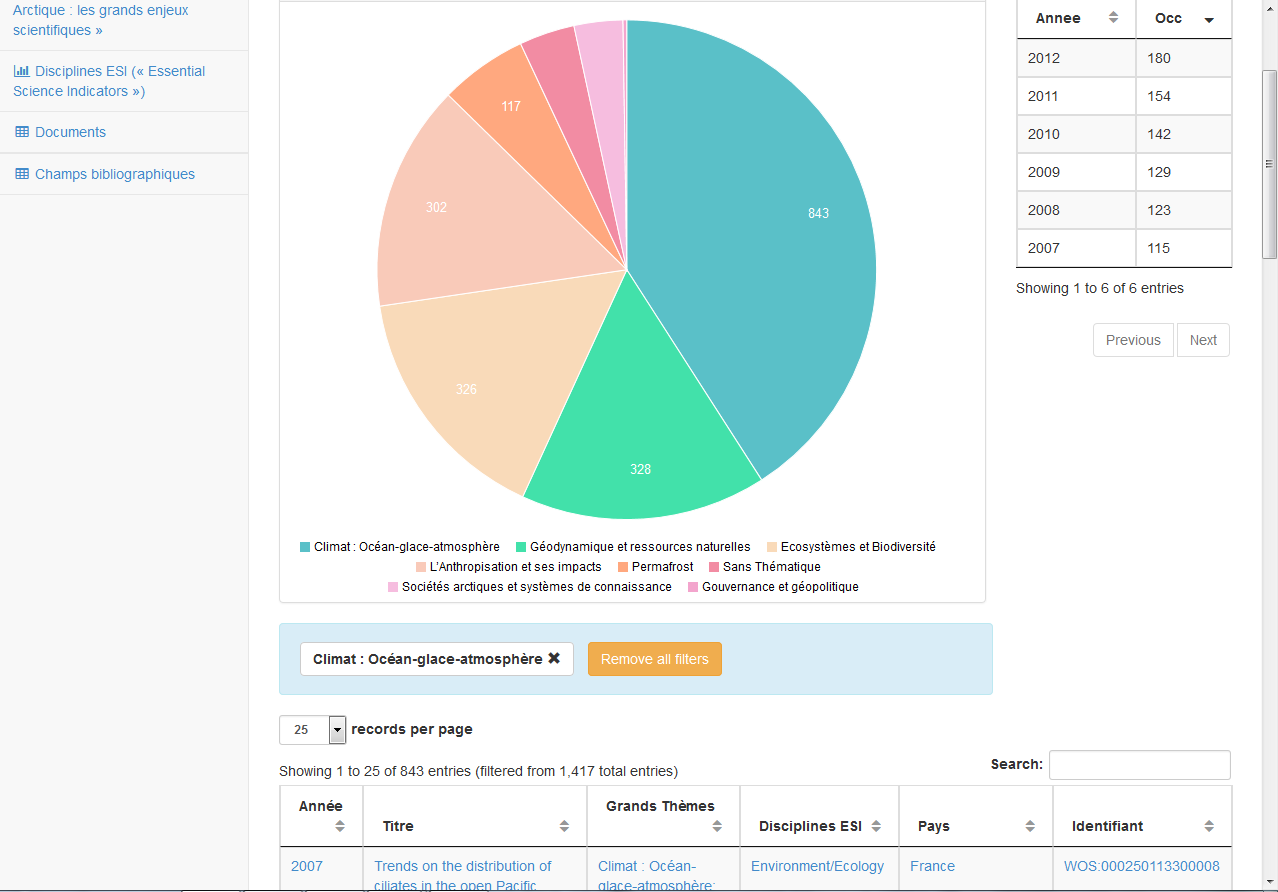 Arctique : les grands enjeux
scientifiques »
Disciplines ESI (« Essential
Science Indicators »)
Documents
Champs bibliographiques
843
328
326
302
117
Climat : Océan-glace-atmosphère Géodynamique et ressources naturelles Ecosystèmes et Biodiversité
L'Anthropisation et ses impacts Permafrost Sans Thématique
Sociétés arctiques et systèmes de connaissance Gouvernance et géopolitique
Annee Occ
2012 180
2011 154
2010 142
2009 129
2008 123
2007 115
Showing 1 to 6 of 6 entries
Previous Next
Climat : Océan-glace-atmosphère ✖ Remove all filters
25 records per page
Search:
Showing 1 to 25 of 843 entries (filtered from 1,417 total entries)
Année Titre Grands Thèmes Disciplines ESI Pays Identifiant
2007 Trends on the distribution of Climat : Océan- Environment/Ecology France WOS:000250113300008
ciliates in the open Pacific glace-atmosphère;